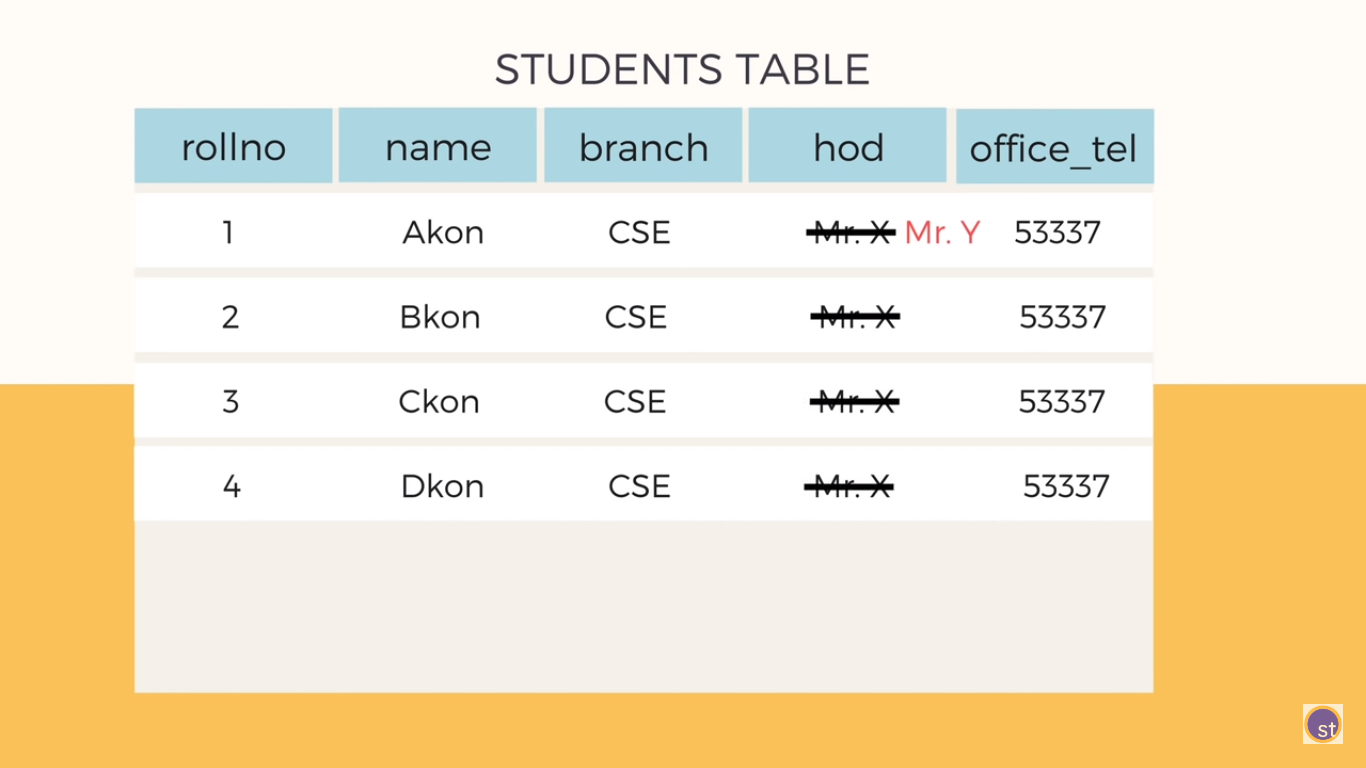 STUDENTS TABLE
rollno name branch hod office_tel
1 Akon CSE Mr. X Mr. Y 53337
2 Bkon CSE Mr. X 53337
3 Ckon CSE Mr. X 53337
4 Dkon CSE Mr. X 53337
st